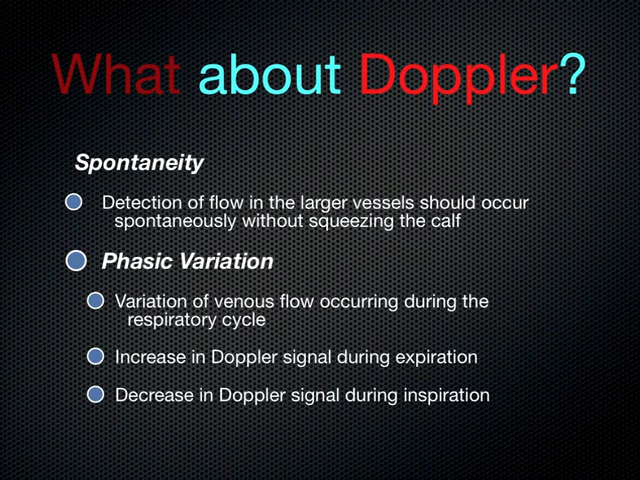 What about Doppler?
Spontaneity
Detection of flow in the larger vessels should occur
spontaneously without squeezing the calf
Phasic Variation
Variation of venous flow occurring during the
respiratory cycle
Increase in Doppler signal during expiration
Decrease in Doppler signal during inspiration